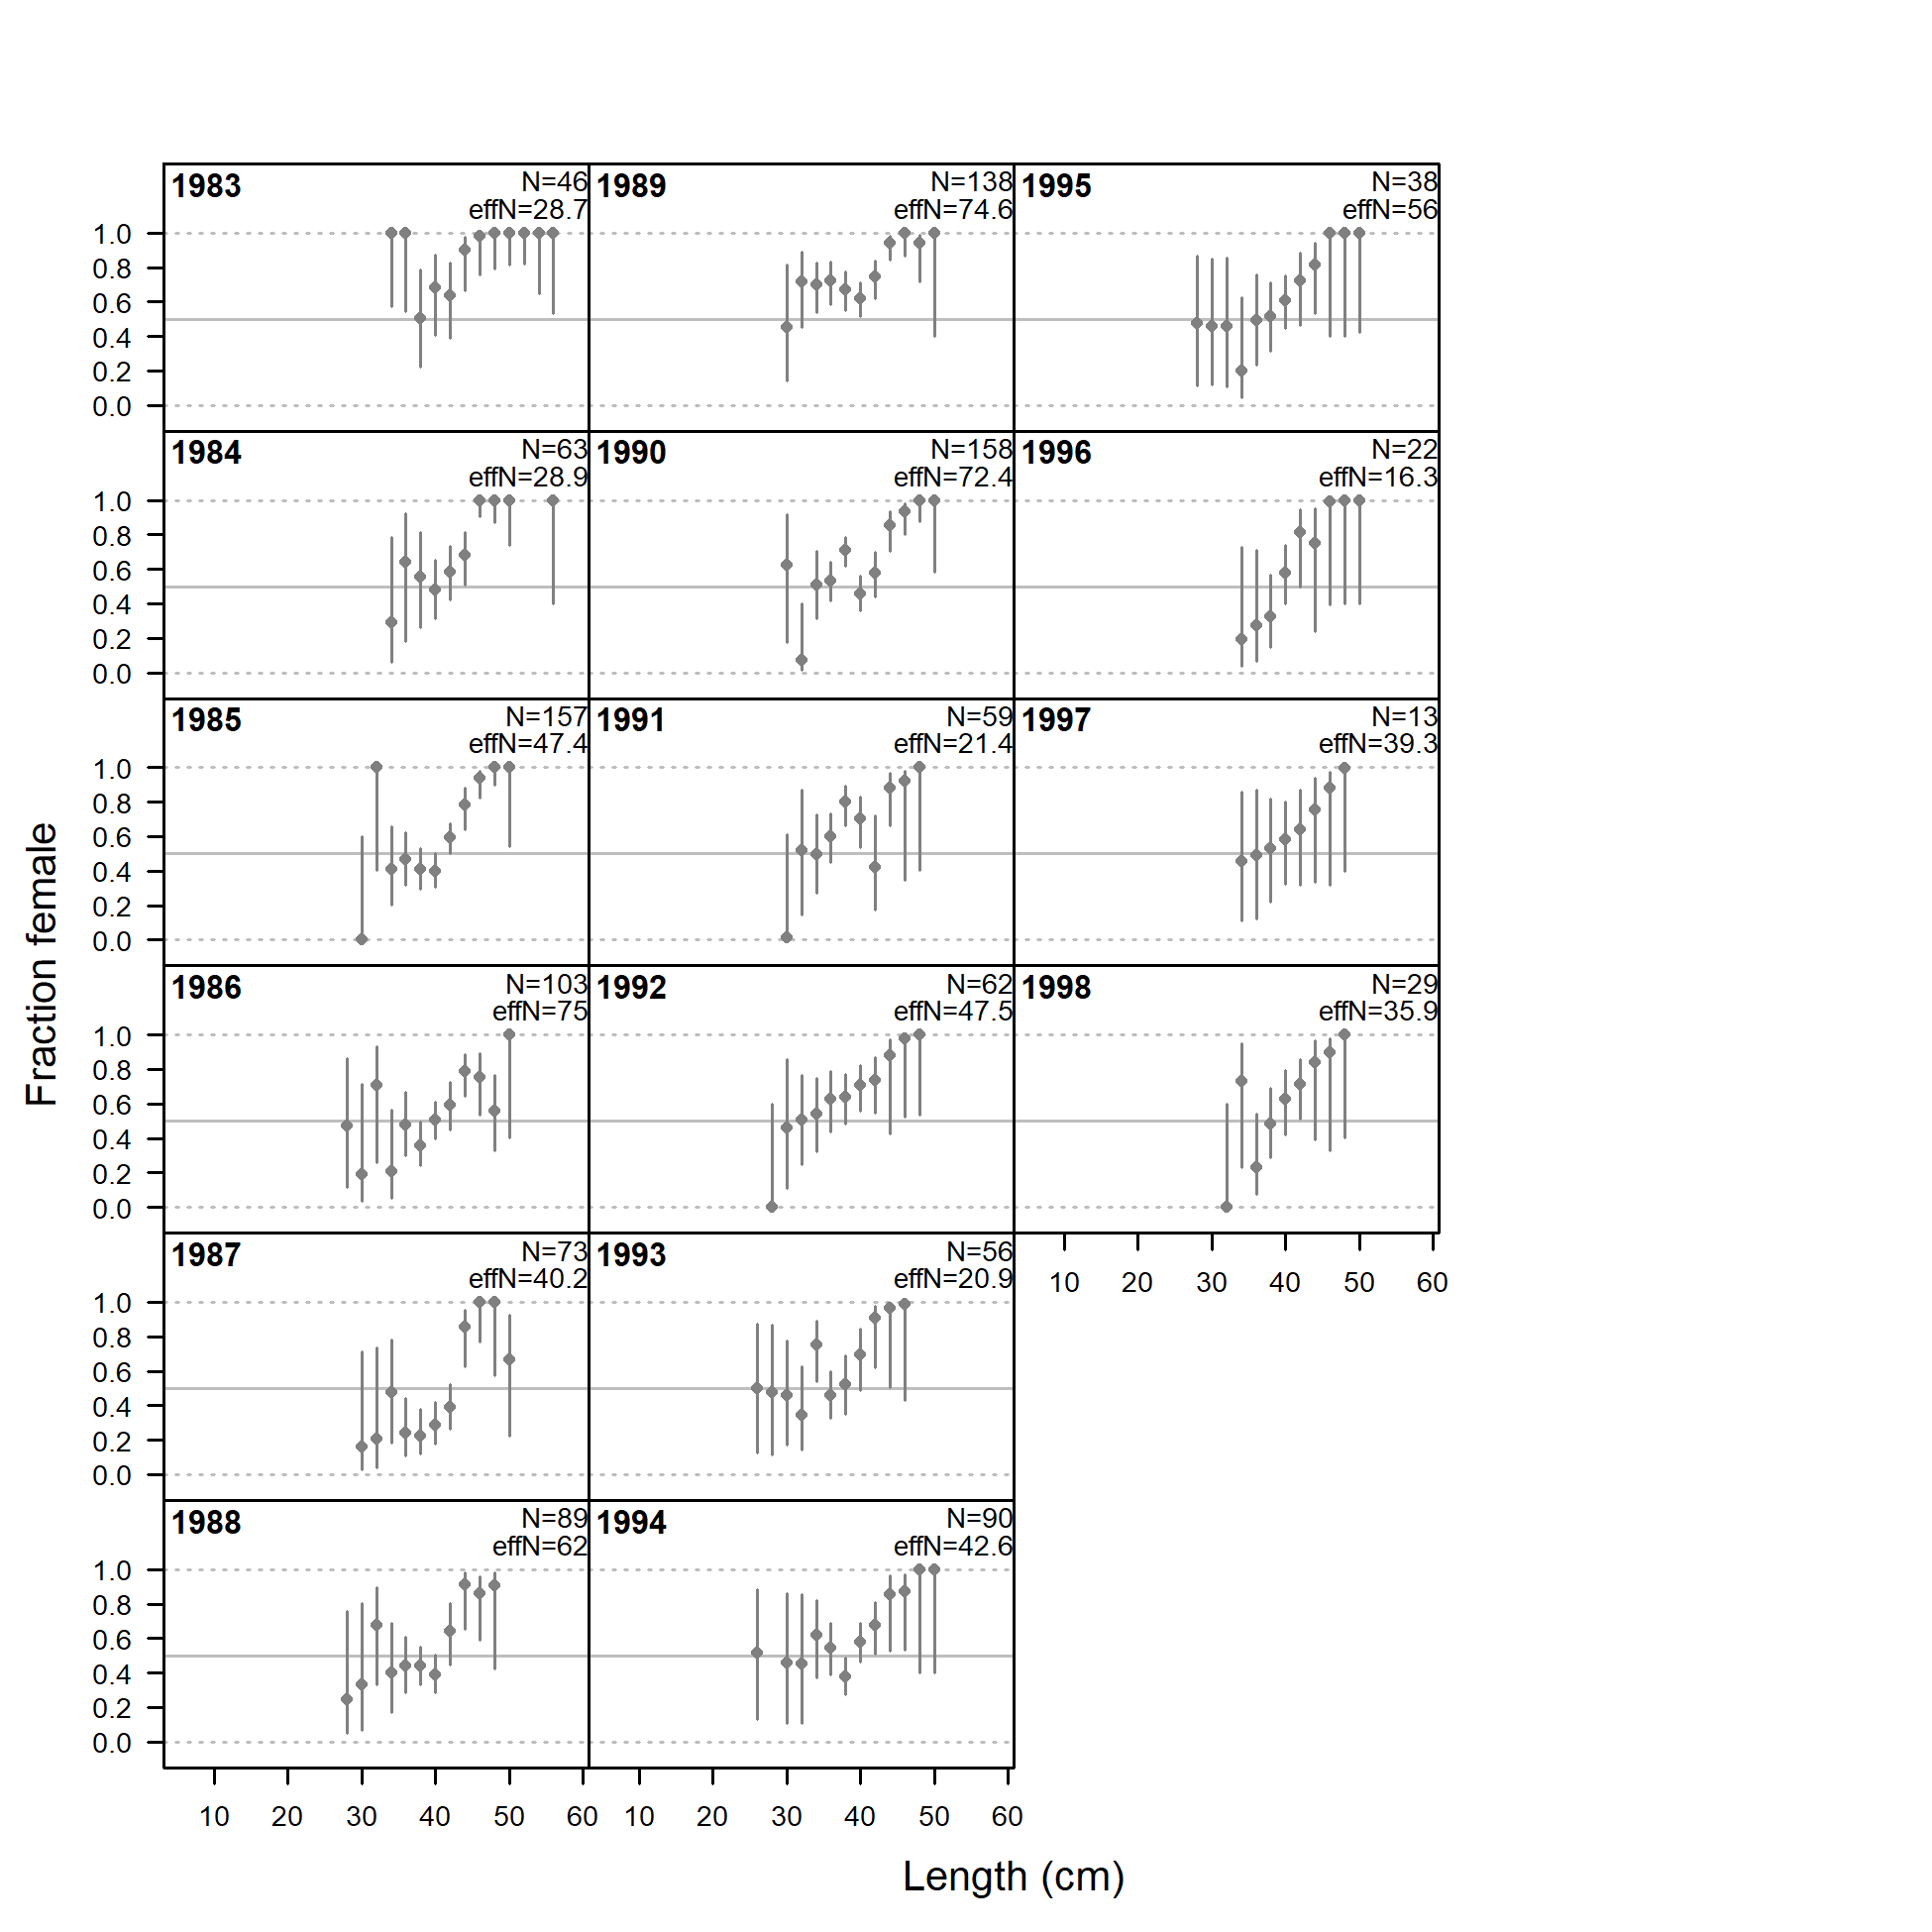 1983 N=46 1989 N=138 1995 N=38
effN=28.7 effN=74.6 effN=56
1.0
0.8
0.6
0.4
0.2
0.0
1984 N=63 1990 N=158 1996 N=22
effN=28.9 effN=72.4 effN=16.3
1.0
0.8
0.6
0.4
0.2
0.0
1985 N=157 1991 N=59 1997 N=13
effN=47.4 effN=21.4 effN=39.3
1.0
0.8
0.6
0.4
0.2
0.0
Fraction female
1986 N=103 1992 N=62 1998 N=29
effN=75 effN=47.5 effN=35.9
1.0
0.8
0.6
0.4
0.2
0.0
1987 N=73 1993 N=56
effN=40.2 effN=20.9
10 20 30 40 50 60
1.0
0.8
0.6
0.4
0.2
0.0
1988 N=89 1994 N=90
effN=62 effN=42.6
1.0
0.8
0.6
0.4
0.2
0.0
10 20 30 40 50 60 10 20 30 40 50 60
Length (cm)